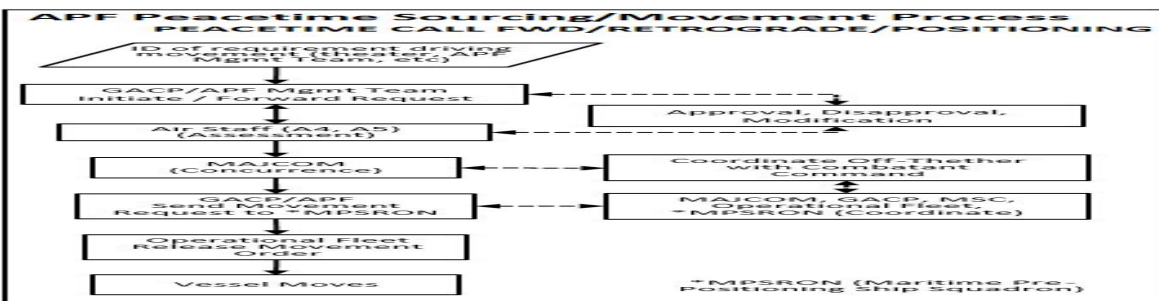 APF Peacetime Sourcing/Movement Process
PEACETIME CALL FWD/RETROGRADE/POSITIONING
ID of requirement driving
movement (theater, APF
Mgmt Team, etc)
GACP/APF Mgmt Team
Initiate / Forward Request
Approval, Disapproval,
Modification
Air Staff (A4, A5)
(Assessment)
MAJCOM
(Concurrence)
Coordinate Off-Thether
with Combatant
Command
GACP/APF
Send Movement
Request to *MPSRON
MAJCOM, GACP, MSC,
Operational Fleet,
*MPSRON (Coordinate)
Operational Fleet
Release Movement
Order
Vessel Moves
*MPSRON (Maritime Pre-
Positioning Ship Squadron)